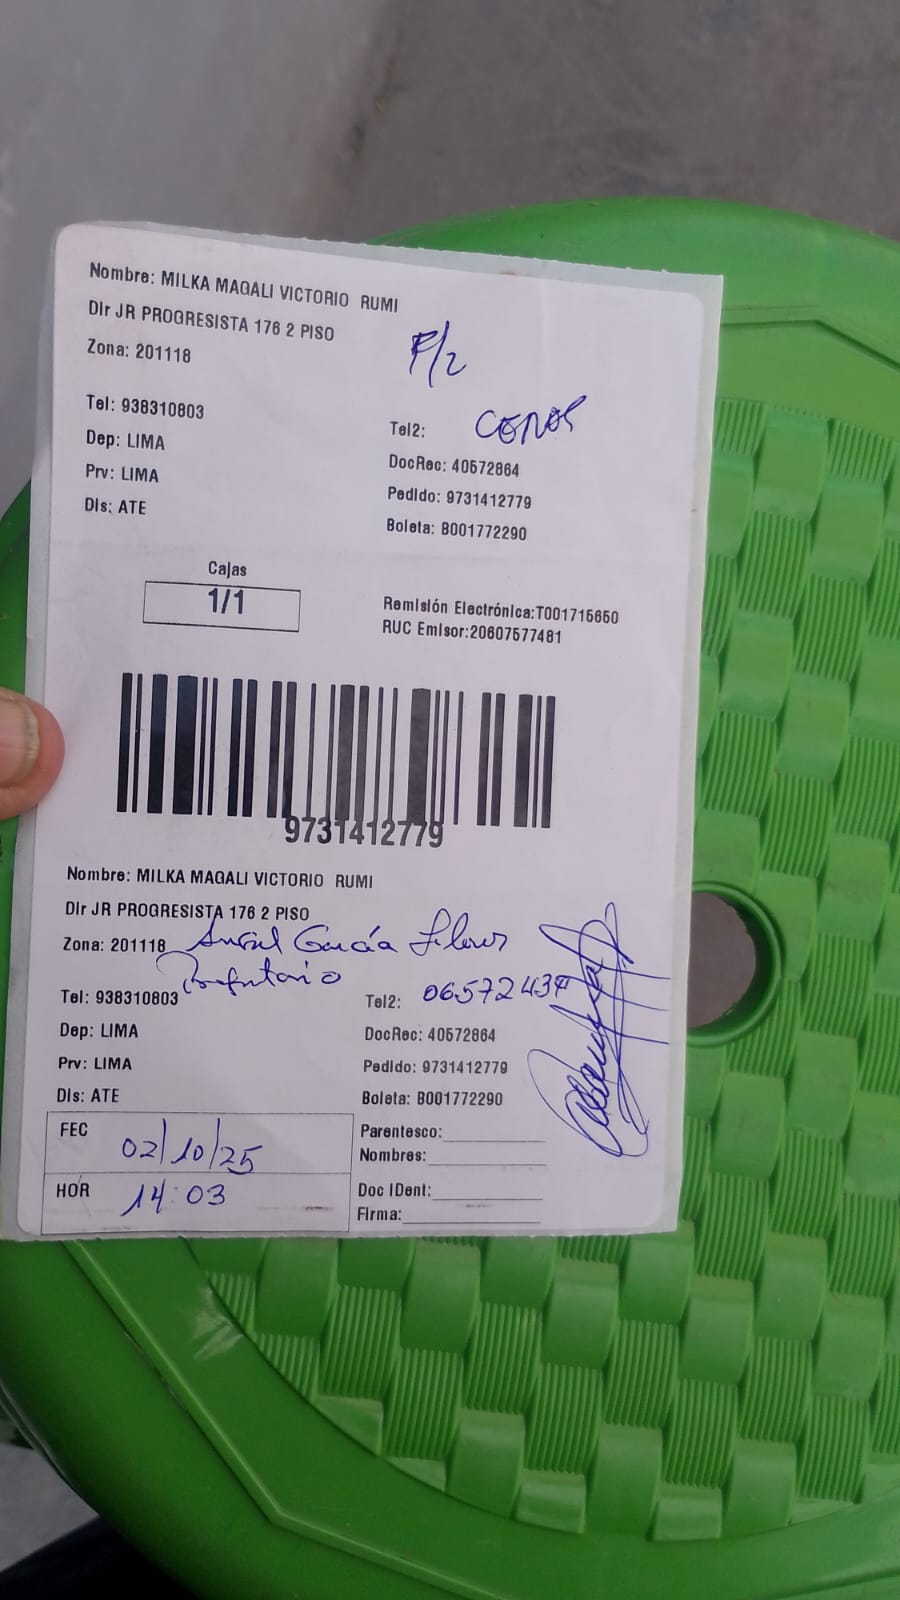 Nombre: MILKA MAGALI VICTORIO RUMI
Dir JR PROGRESISTA 176 2 PISO
Zona: 201118
F/2
Tel: 938310803
Tel2:
Dep: LIMA
DocRec: 40572864
Prv: LIMA
Pedido: 9731412779
Dis: ATE
Boleta: B001772290
Cajas
1/1
Remisión Electrónica:T001715650
RUC Emisor:20607577481
9731412779
Nombre: MILKA MAGALI VICTORIO RUMI
Dir JR PROGRESISTA 176 2 PISO
Zona: 201118 García
Tel: 938310803
Tel2: 06572434
Dep: LIMA
DocRec: 40572864
Prv: LIMA
Pedido: 9731412779
Dis: ATE
Boleta: B001772290
FEC 02/10/25
Parentesco:
Nombres:
HOR 14:03
Doc IDent:
Firma: